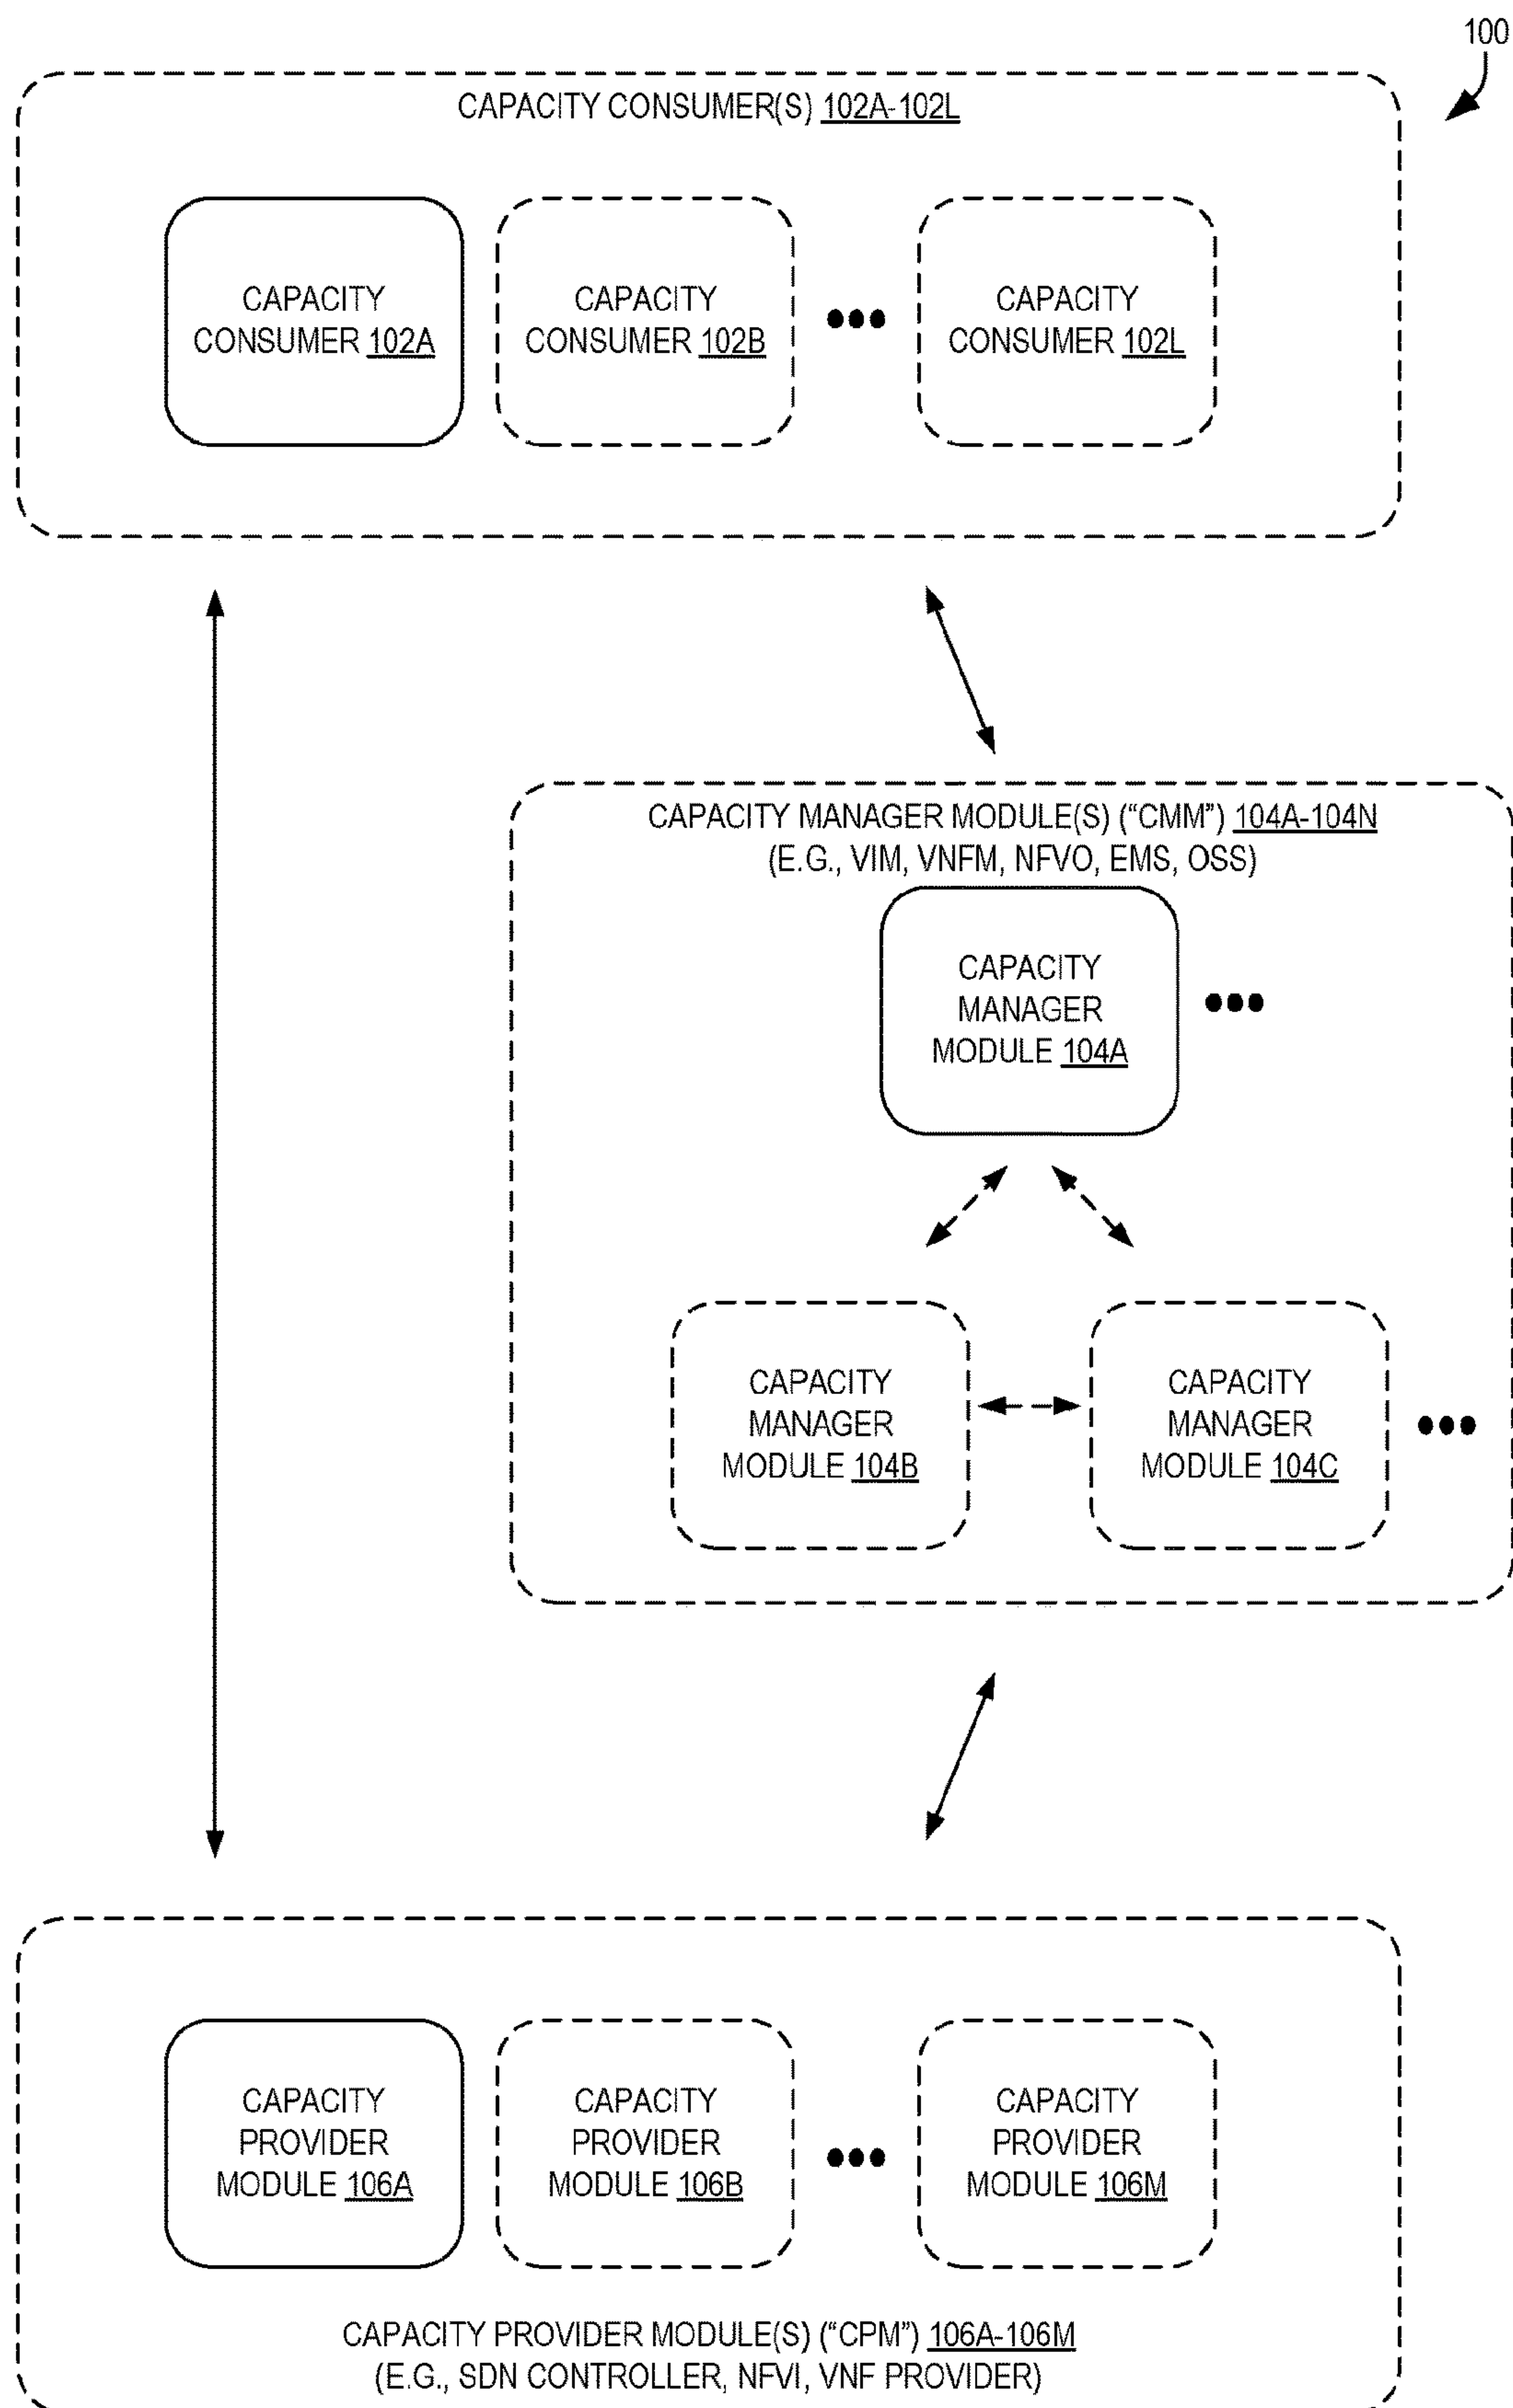 100
CAPACITY CONSUMER(S) 102A-102L
CAPACITY
CONSUMER 102A
CAPACITY
CONSUMER 102B
CAPACITY
CONSUMER 102L
CAPACITY MANAGER MODULE(S) (“CMM”) 104A-104N
(E.G., VIM, VNFM, NFVO, EMS, OSS)
CAPACITY
MANAGER
MODULE 104A
CAPACITY
MANAGER
MODULE 104B
CAPACITY
MANAGER
MODULE 104C
CAPACITY
PROVIDER
MODULE 106A
CAPACITY
PROVIDER
MODULE 106B
CAPACITY
PROVIDER
MODULE 106M
CAPACITY PROVIDER MODULE(S) (“CPM”) 106A-106M
(E.G., SDN CONTROLLER, NFVI, VNF PROVIDER)